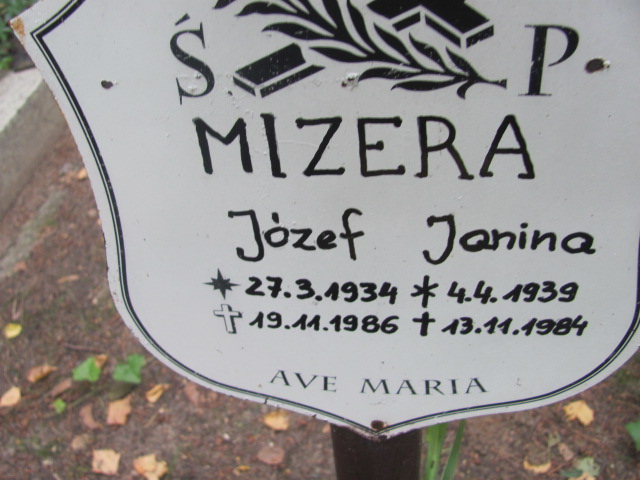 Ś P
MIZERA
Józef Janina
27.3.1934 * 4.4.1939
19.11.1986 † 13.11.1984
AVE MARIA